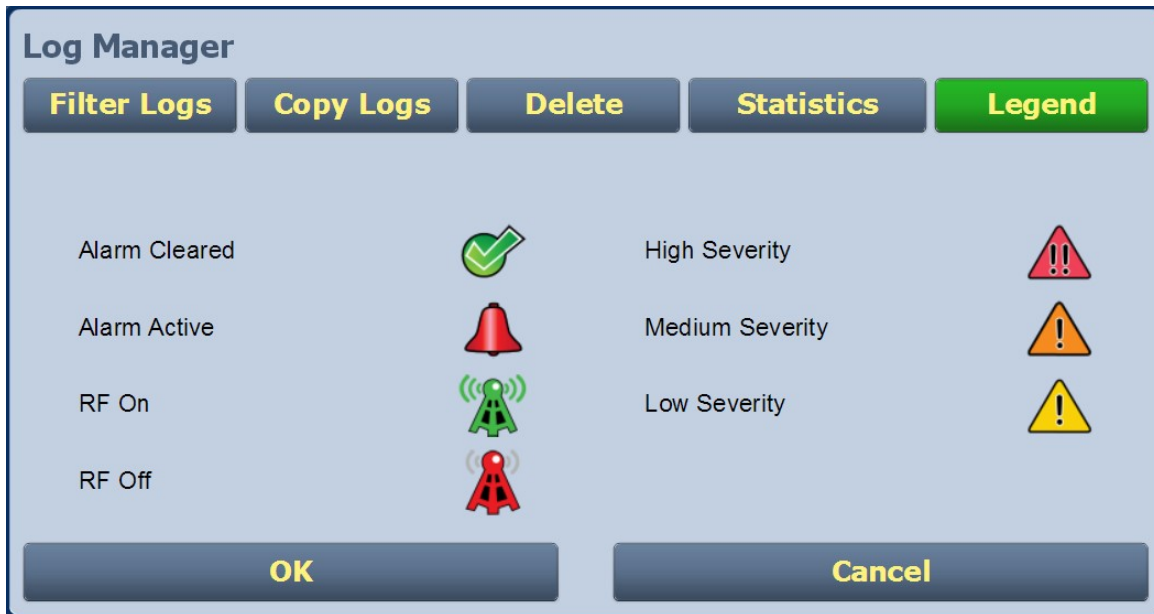 Log Manager
Filter Logs Copy Logs Delete Statistics Legend
Alarm Cleared High Severity
Alarm Active Medium Severity
RF On Low Severity
RF Off
OK Cancel